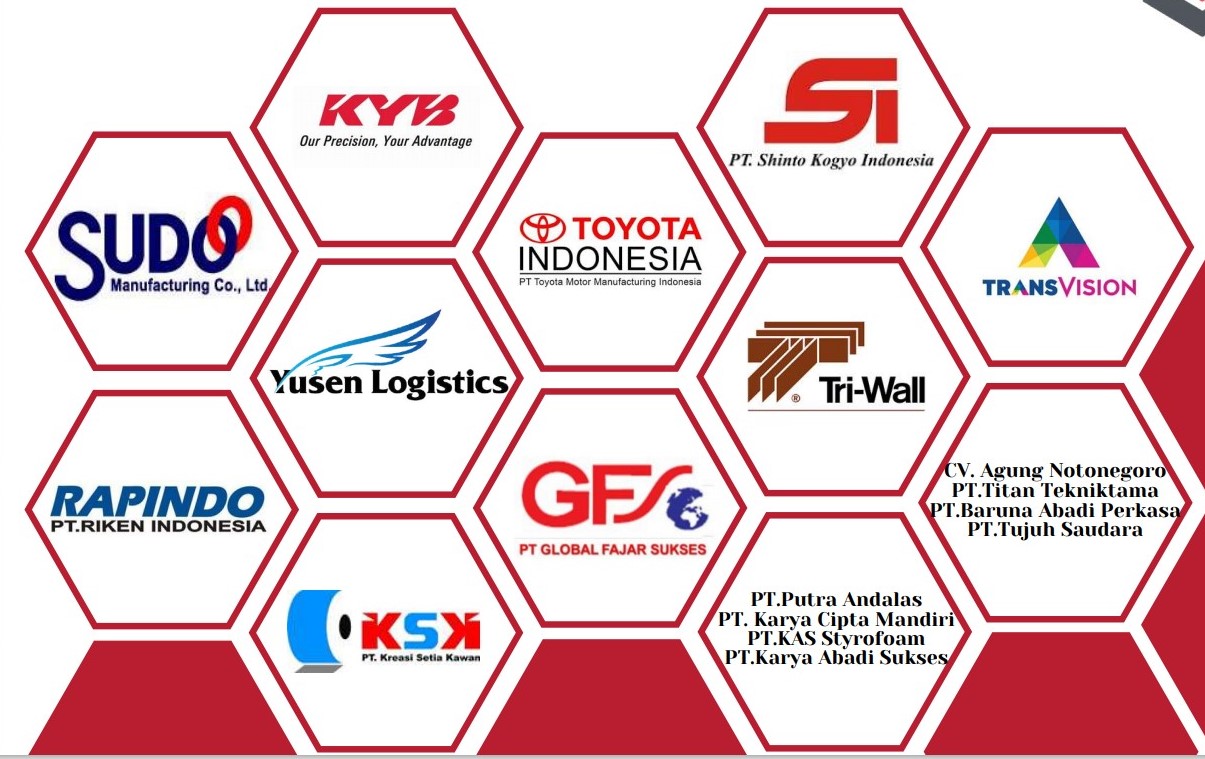 KYB
Our Precision, Your Advantage
SI
PT. Shinto Kogyo Indonesia
SUDO
Manufacturing Co., Ltd.
TOYOTA
INDONESIA
PT Toyota Motor Manufacturing Indonesia
TRANSVISION
Yusen Logistics
®
Tri-Wall
RAPINDO
PT.RIKEN INDONESIA
GFS
PT GLOBAL FAJAR SUKSES
CV. Agung Notonegoro
PT.Titan Tekniktama
PT.Baruna Abadi Perkasa
PT.Tujuh Saudara
KSK
PT. Kreasi Setia Kawan
PT.Putra Andalas
PT. Karya Cipta Mandiri
PT.KAS Styrofoam
PT.Karya Abadi Sukses